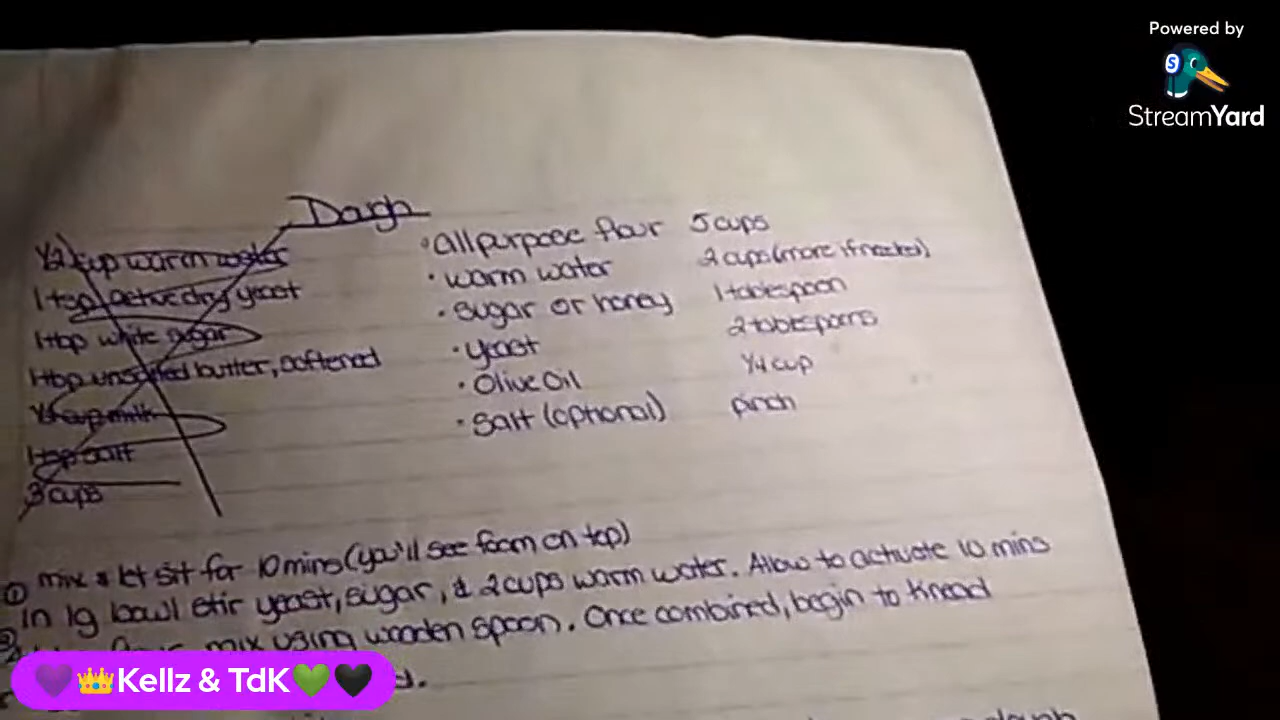 Powered by
StreamYard
Dough
1/2 cup warm water
1 tsp active dry yeast
1 tbp white sugar
1 tbp unsalted butter, softened
cup milk
1 tsp salt
3 cups
• all purpose flour 5 cups
• warm water 2 cups (more if needed)
• sugar or honey 1 tablespoon
• yeast 2 tablespoons
• Olive Oil 1/4 cup
• Salt (optional) pinch
① mix & let sit for 10 mins (you'll see foam on top)
In lg bowl stir yeast, sugar, & 2 cups warm water. Allow to activate 10 mins
mix using wooden spoon. Once combined, begin to knead
💜👑Kellz & TdK💚🖤
dough